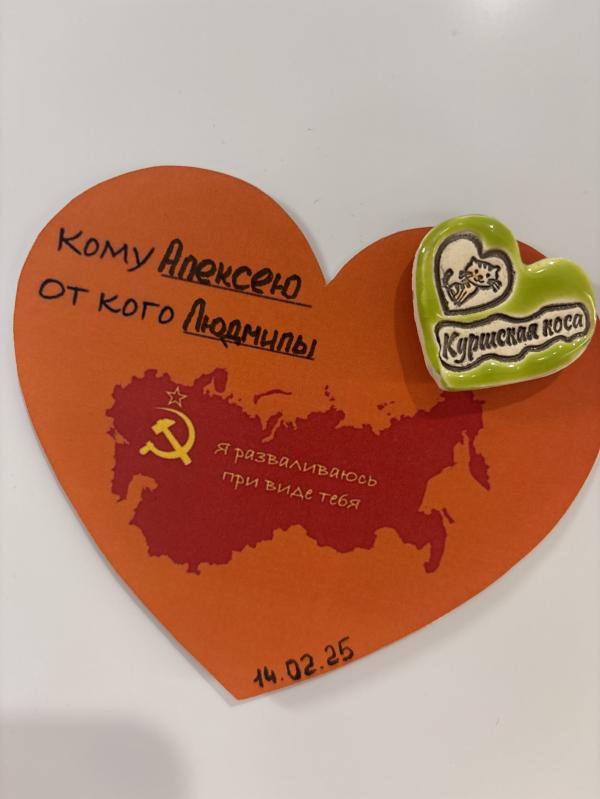 Кому Алексею
От кого Людмилы
Куршская коса
Я разваливаюсь
при виде тебя
14.02.25